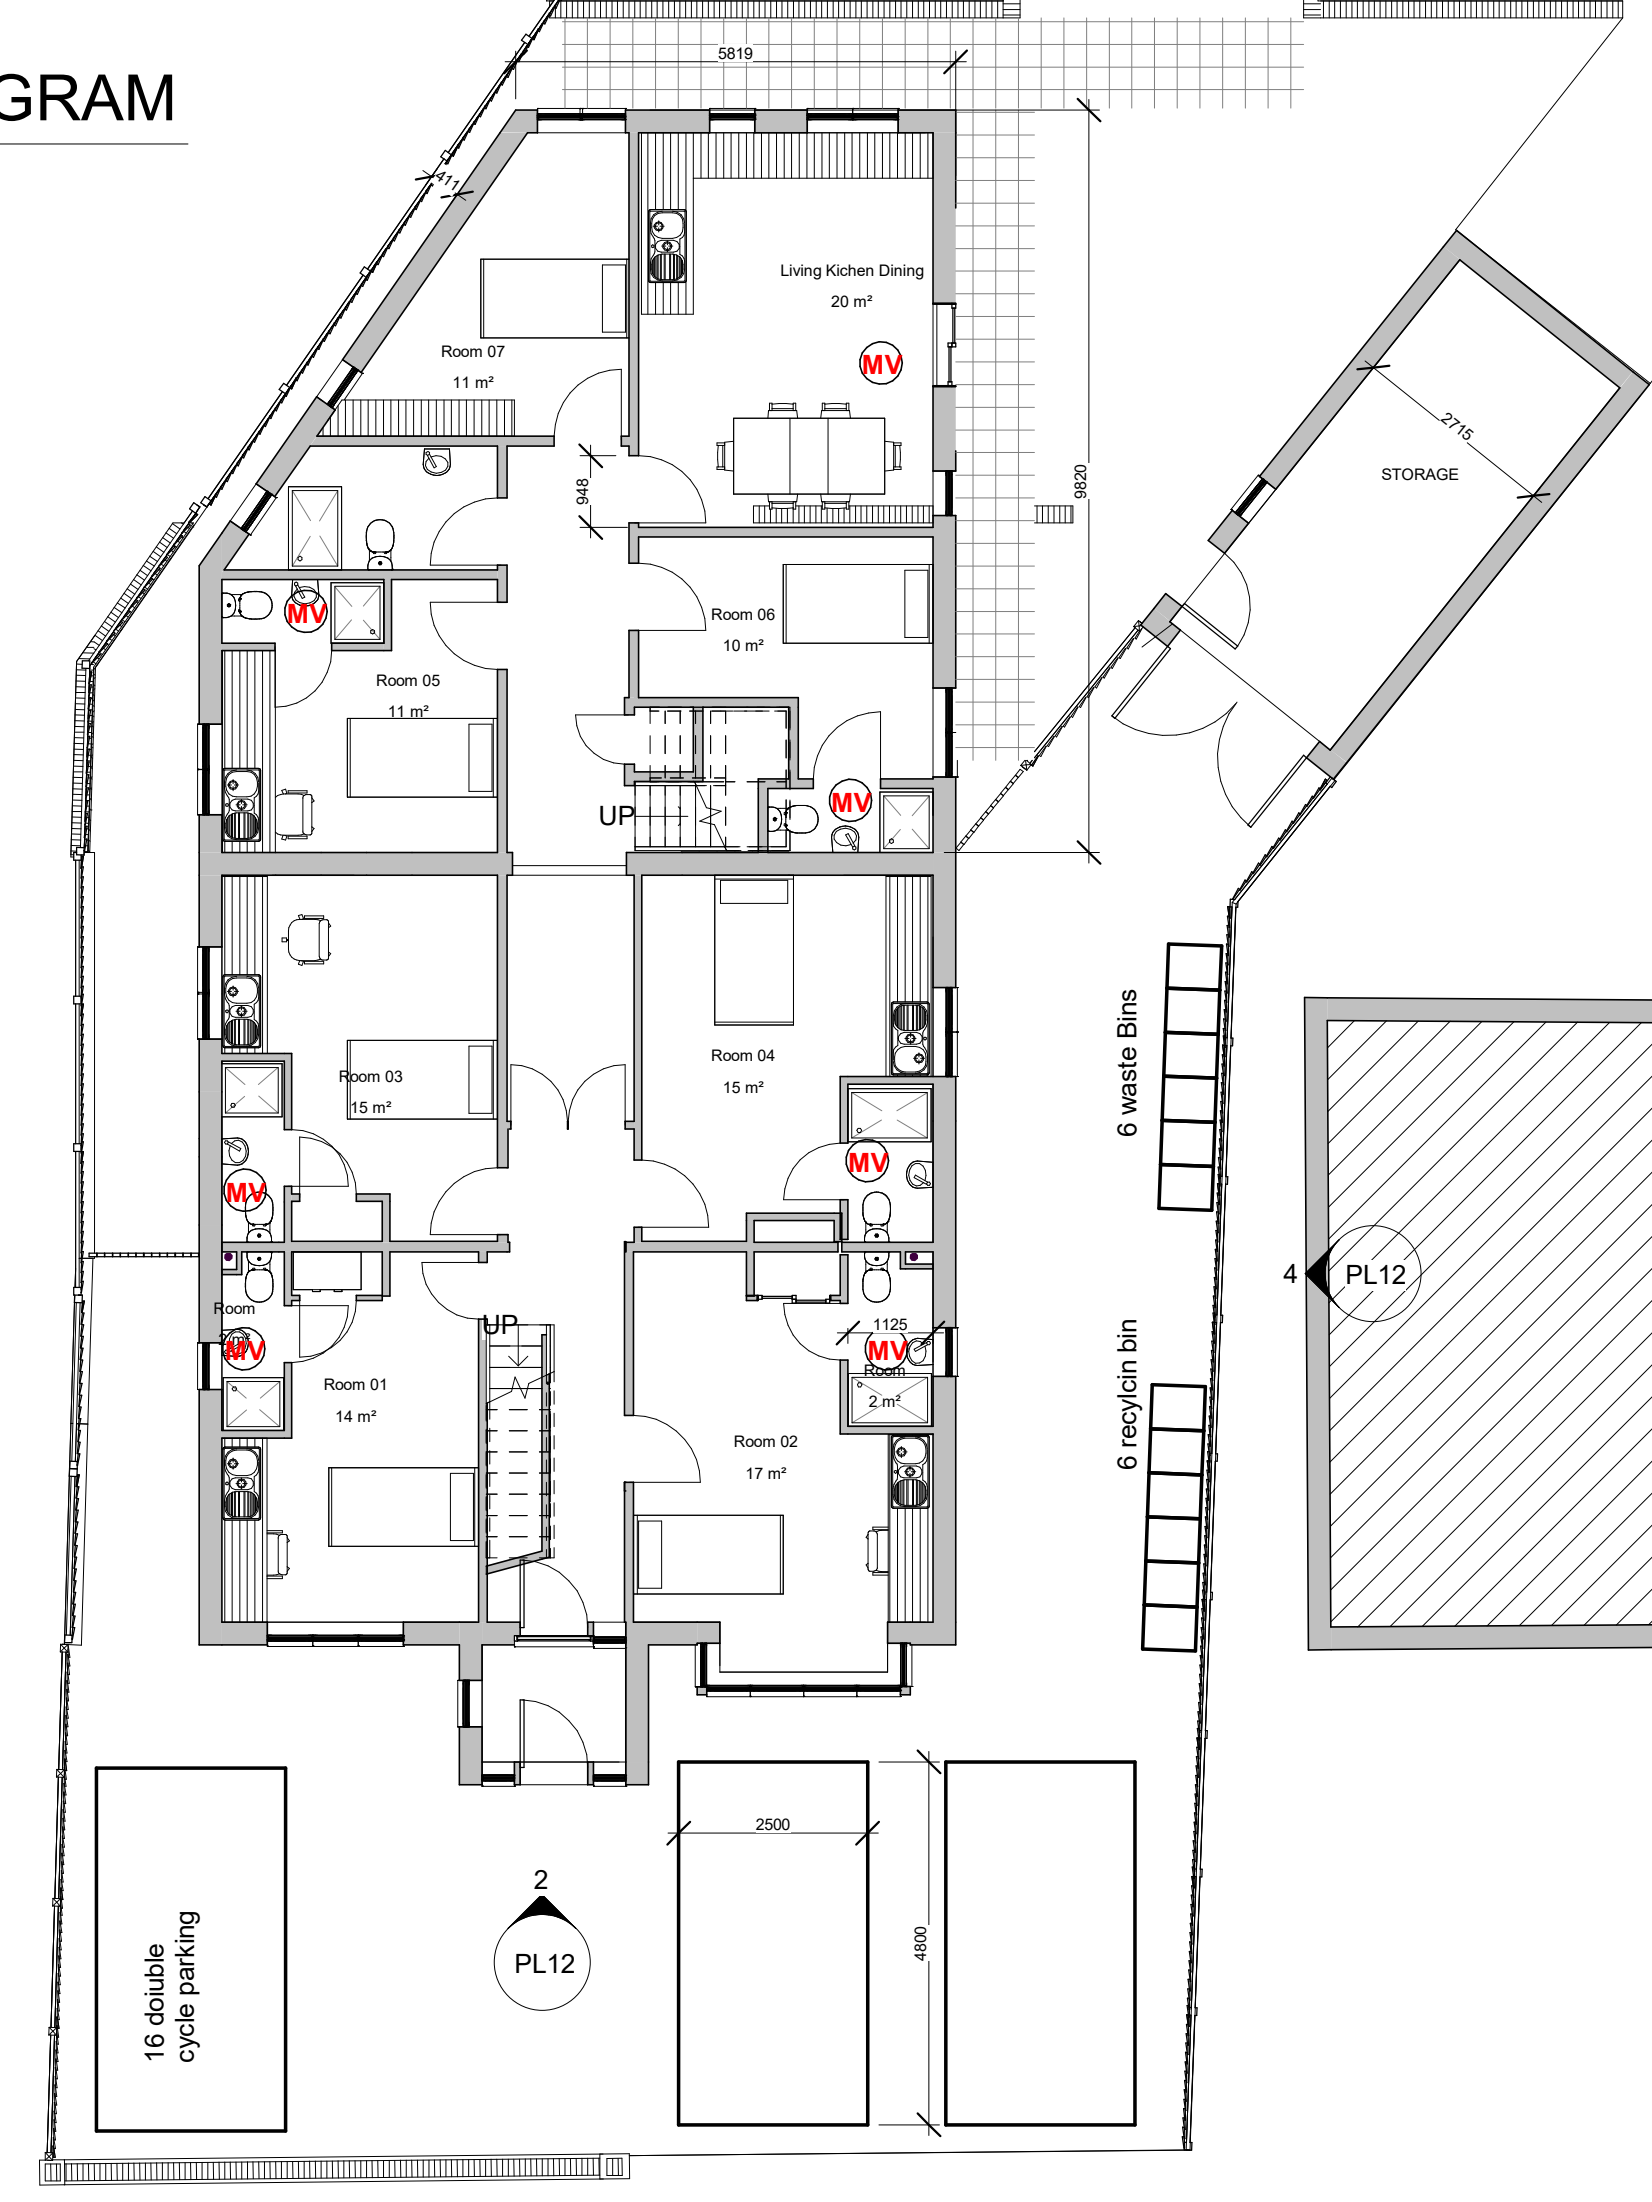 GRAM
5819
411
Living Kichen Dining
20 m²
MV
Room 07
11 m²
2715
STORAGE
948
9820
MV
Room 06
10 m²
Room 05
11 m²
MV
UP
6 waste Bins
Room 04
15 m²
Room 03
15 m²
MV
MV
4
PL12
Room
2 m²
MV
UP
1125
MV
Room
2 m²
6 recylcin bin
Room 01
14 m²
Room 02
17 m²
2500
2
PL12
4800
16 doiuble
cycle parking